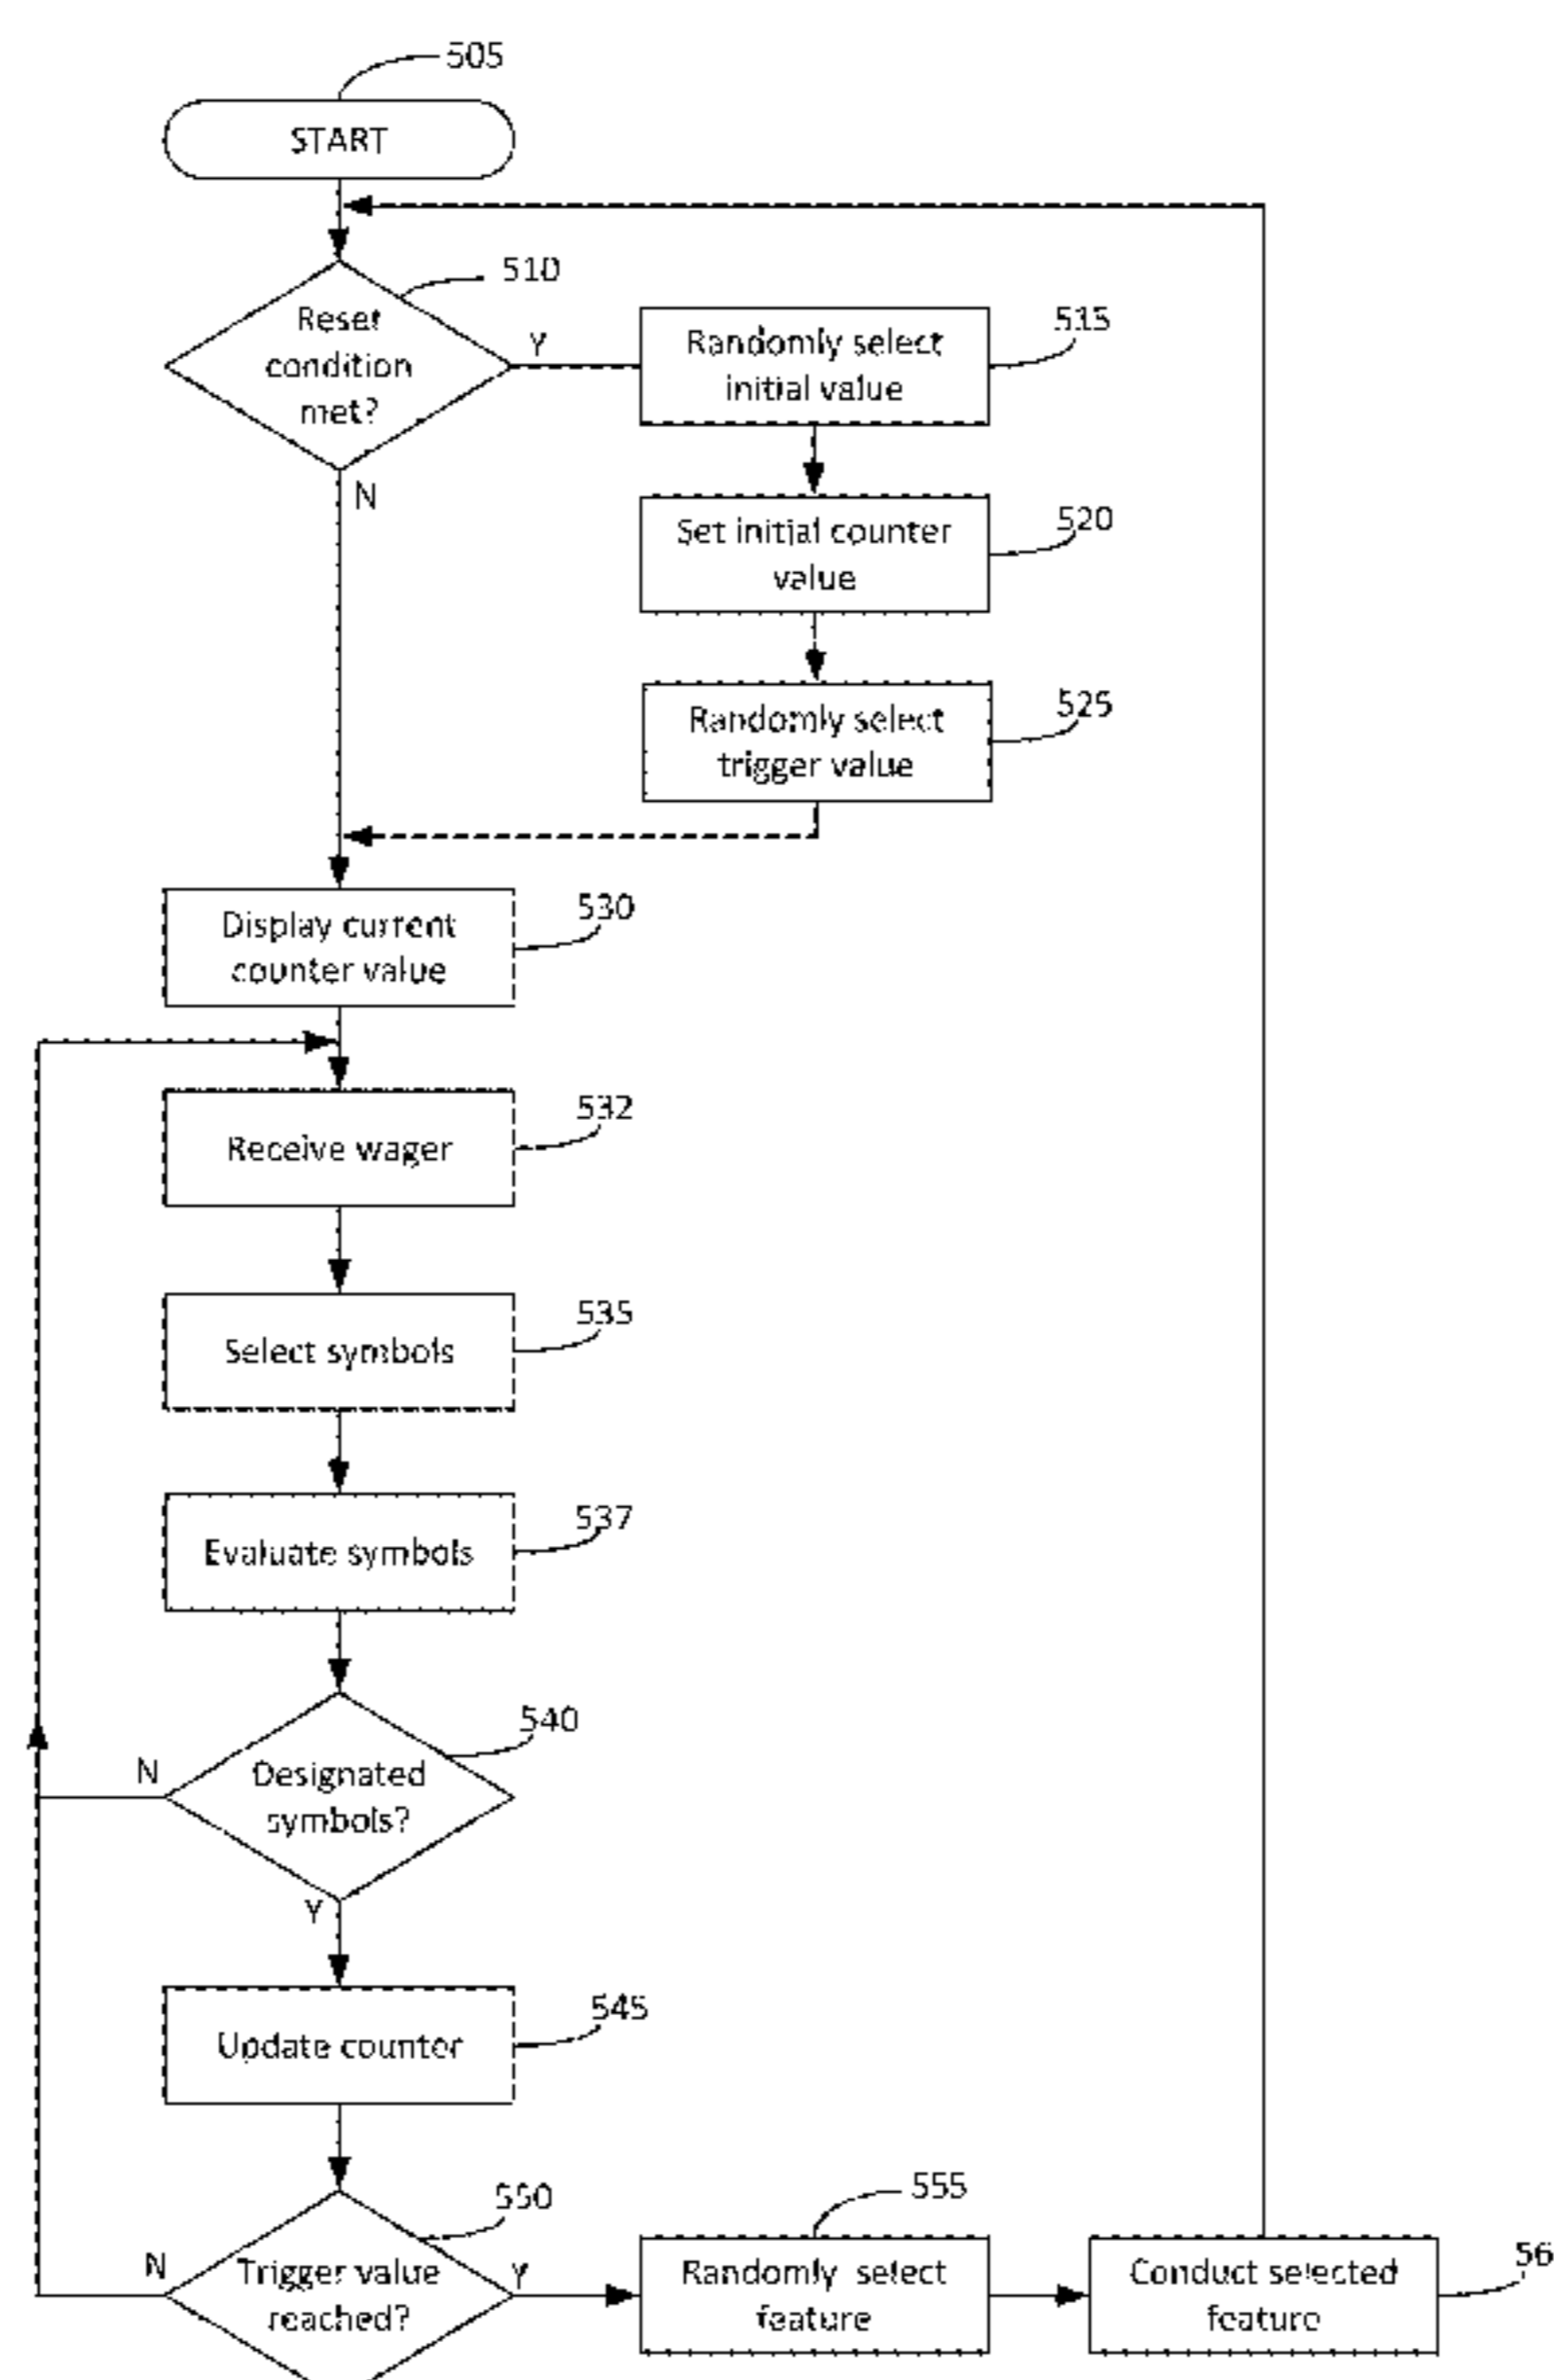 505
START
510
Reset
condition
met?
Y
N
515
Randomly select
initial value
520
Set initial counter
value
525
Randomly select
trigger value
530
Display current
counter value
532
Receive wager
535
Select symbols
537
Evaluate symbols
540
Designated
symbols?
N
Y
545
Update counter
550
Trigger value
reached?
N
Y
555
Randomly select
feature
56
Conduct selected
feature